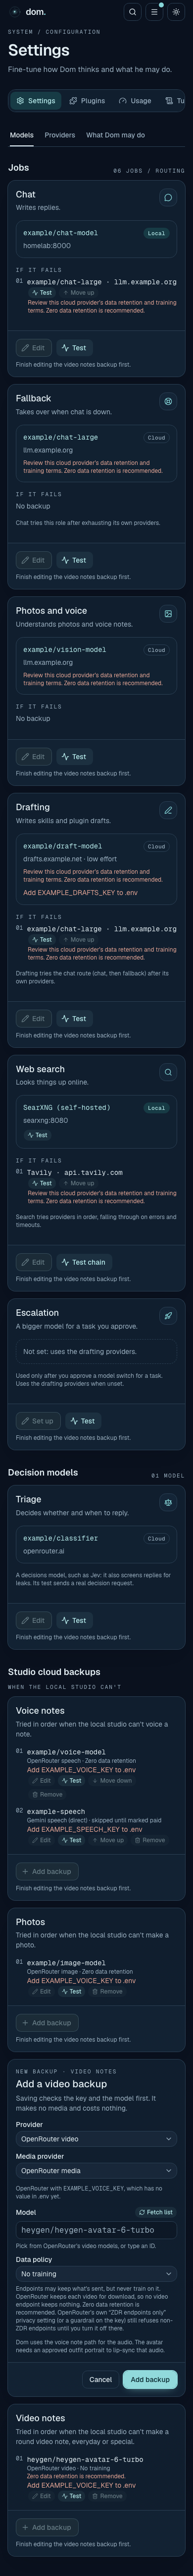 dom.
SYSTEM / CONFIGURATION
Settings
Fine-tune how Dom thinks and what he may do.
Settings
Plugins
Usage
Tu
Models
Providers
What Dom may do
Jobs
06 JOBS / ROUTING
Chat
Writes replies.
example/chat-model
Local
homelab:8000
IF IT FAILS
01 example/chat-large · llm.example.org
Test
Move up
Review this cloud provider's data retention and training
terms. Zero data retention is recommended.
Edit
Test
Finish editing the video notes backup first.
Fallback
Takes over when chat is down.
example/chat-large
Cloud
llm.example.org
Review this cloud provider's data retention and
training terms. Zero data retention is recommended.
IF IT FAILS
No backup
Chat tries this role after exhausting its own providers.
Edit
Test
Finish editing the video notes backup first.
Photos and voice
Understands photos and voice notes.
example/vision-model
Cloud
llm.example.org
Review this cloud provider's data retention and
training terms. Zero data retention is recommended.
IF IT FAILS
No backup
Edit
Test
Finish editing the video notes backup first.
Drafting
Writes skills and plugin drafts.
example/draft-model
Cloud
drafts.example.net · low effort
Review this cloud provider's data retention and
training terms. Zero data retention is recommended.
Add EXAMPLE_DRAFTS_KEY to .env
IF IT FAILS
01 example/chat-large · llm.example.org
Test
Move up
Review this cloud provider's data retention and training
terms. Zero data retention is recommended.
Drafting tries the chat route (chat, then fallback) after its
own providers.
Edit
Test
Finish editing the video notes backup first.
Web search
Looks things up online.
SearXNG (self-hosted)
Local
searxng:8080
Test
IF IT FAILS
01 Tavily · api.tavily.com
Test
Move up
Review this cloud provider's data retention and training
terms. Zero data retention is recommended.
Search tries providers in order, falling through on errors and
timeouts.
Edit
Test chain
Finish editing the video notes backup first.
Escalation
A bigger model for a task you approve.
Not set: uses the drafting providers.
Used only after you approve a model switch for a task.
Uses the drafting providers when unset.
Set up
Test
Finish editing the video notes backup first.
Decision models
01 MODEL
Triage
Decides whether and when to reply.
example/classifier
Cloud
openrouter.ai
A decisions model, such as Jev: it also screens replies for
leaks. Its test sends a real decision request.
Edit
Test
Finish editing the video notes backup first.
Studio cloud backups
WHEN THE LOCAL STUDIO CAN'T
Voice notes
Tried in order when the local studio can't voice a
note.
01 example/voice-model
OpenRouter speech · Zero data retention
Add EXAMPLE_VOICE_KEY to .env
Edit
Test
Move down
Remove
02 example-speech
Gemini speech (direct) · skipped until marked paid
Add EXAMPLE_SPEECH_KEY to .env
Edit
Test
Move up
Remove
Add backup
Finish editing the video notes backup first.
Photos
Tried in order when the local studio can't make a
photo.
01 example/image-model
OpenRouter image · Zero data retention
Add EXAMPLE_VOICE_KEY to .env
Edit
Test
Remove
Add backup
Finish editing the video notes backup first.
NEW BACKUP · VIDEO NOTES
Add a video backup
Saving checks the key and the model first. It
makes no media and costs nothing.
Provider
OpenRouter video
Media provider
OpenRouter media
OpenRouter with EXAMPLE_VOICE_KEY, which has no
value in .env yet.
Model
Fetch list
heygen/heygen-avatar-6-turbo
Pick from OpenRouter's video models, or type an ID.
Data policy
No training
Endpoints may keep what's sent, but never train on it.
OpenRouter keeps each video for download, so no video
endpoint keeps nothing. Zero data retention is
recommended. OpenRouter's own "ZDR endpoints only"
privacy setting (or a guardrail on the key) still refuses non-
ZDR endpoints until you turn it off there.
Dom uses the voice note path for the audio. The avatar
needs an approved outfit portrait to lip-sync that audio.
Cancel
Add backup
Video notes
Tried in order when the local studio can't make a
round video note, everyday or special.
01 heygen/heygen-avatar-6-turbo
OpenRouter video · No training
Zero data retention is recommended.
Add EXAMPLE_VOICE_KEY to .env
Edit
Test
Remove
Add backup
Finish editing the video notes backup first.